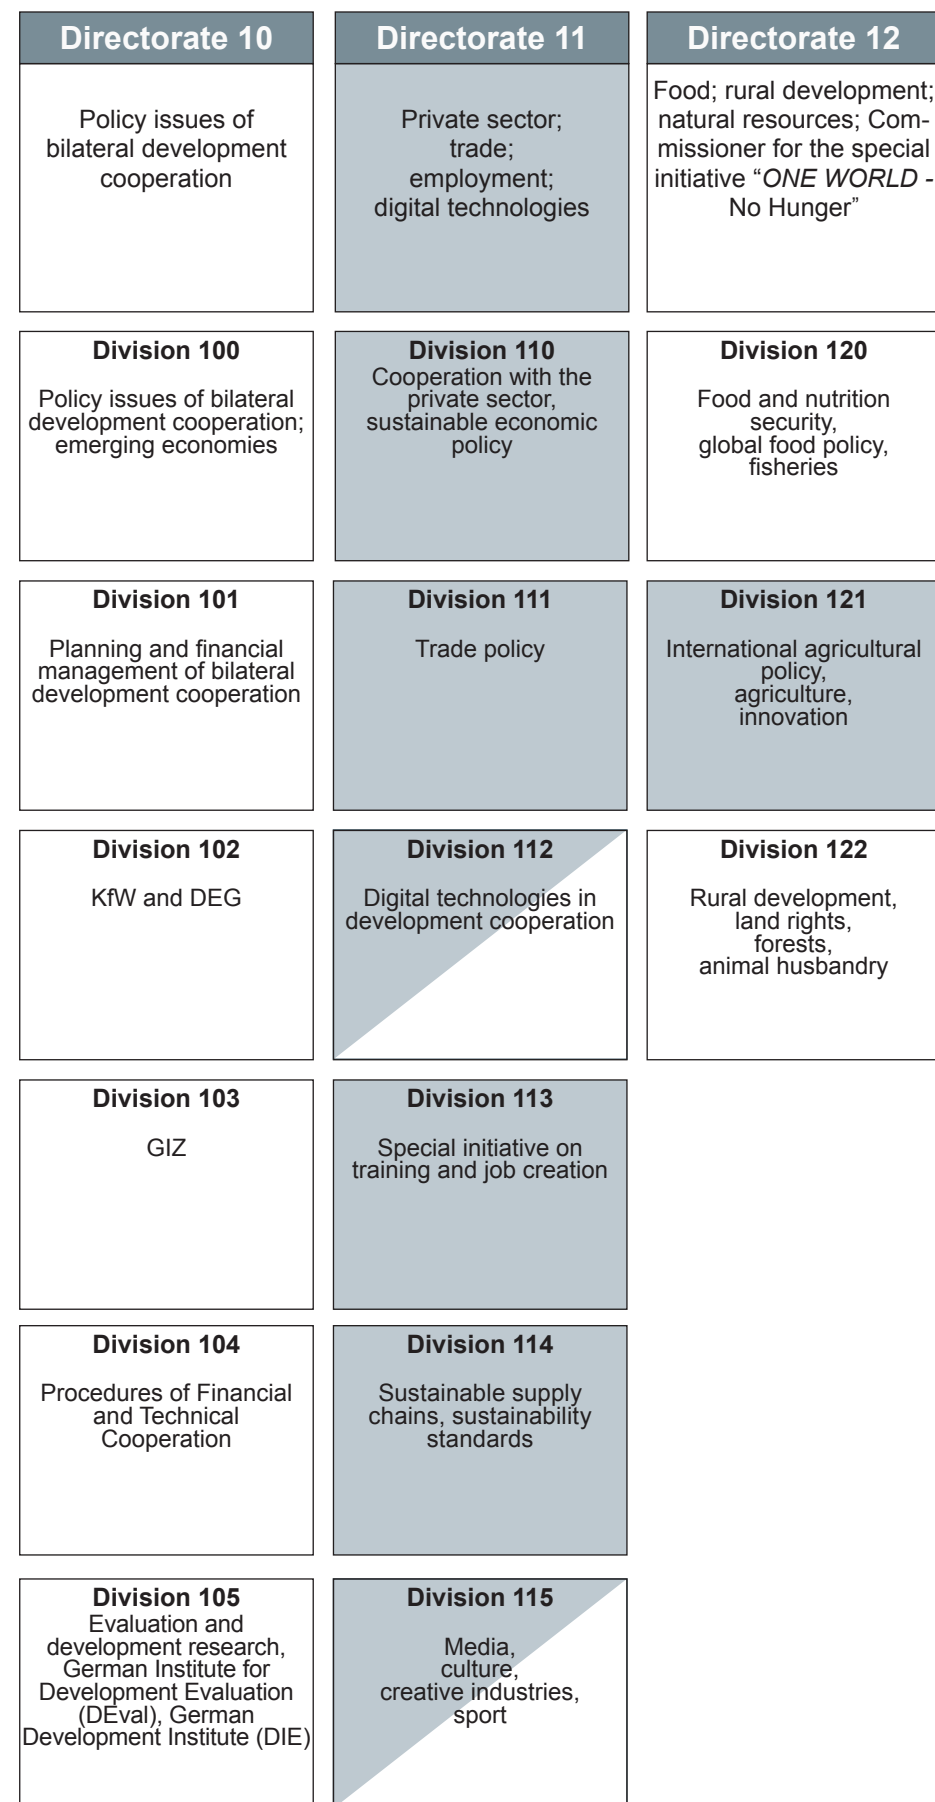 Directorate 10
Policy issues of
bilateral development
cooperation
Division 100
Policy issues of bilateral
development cooperation;
emerging economies
Division 101
Planning and financial
management of bilateral
development cooperation
Division 102
KfW and DEG
Division 103
GIZ
Division 104
Procedures of Financial
and Technical
Cooperation
Division 105
Evaluation and
development research,
German Institute for
Development Evaluation
(DEval), German
Development Institute (DIE)
Directorate 11
Private sector;
trade;
employment;
digital technologies
Division 110
Cooperation with the
private sector,
sustainable economic
policy
Division 111
Trade policy
Division 112
Digital technologies in
development cooperation
Division 113
Special initiative on
training and job creation
Division 114
Sustainable supply
chains, sustainability
standards
Division 115
Media,
culture,
creative industries,
sport
Directorate 12
Food; rural development;
natural resources; Com-
missioner for the special
initiative “ONE WORLD -
No Hunger”
Division 120
Food and nutrition
security,
global food policy,
fisheries
Division 121
International agricultural
policy,
agriculture,
innovation
Division 122
Rural development,
land rights,
forests,
animal husbandry